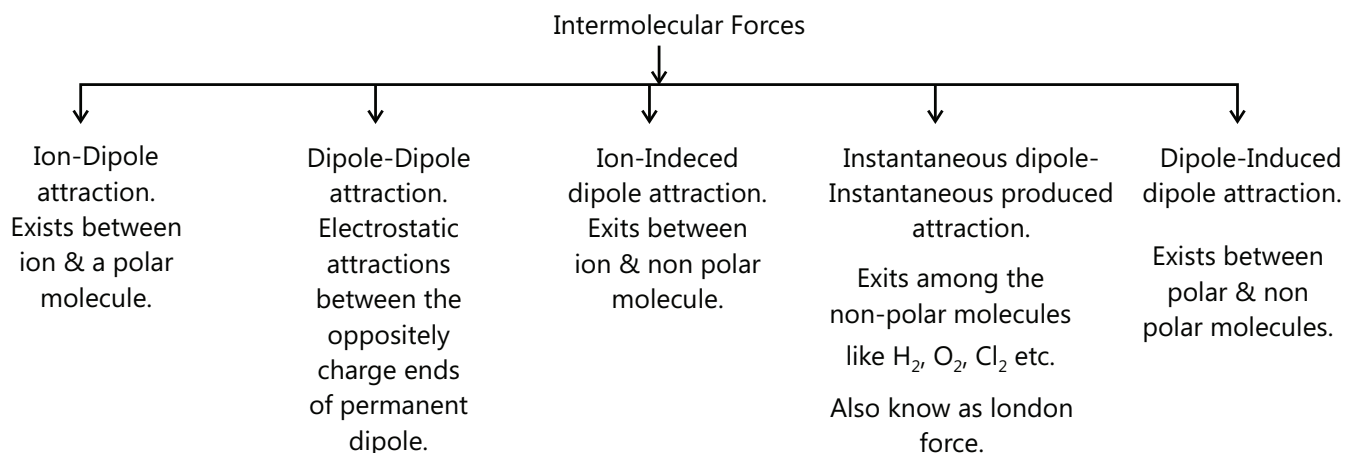 Intermolecular Forces
Ion-Dipole
attraction.
Exists between
ion & a polar
molecule.
Dipole-Dipole
attraction.
Electrostatic
attractions
between the
oppositely
charge ends
of permanent
dipole.
Ion-Indeced
dipole attraction.
Exits between
ion & non polar
molecule.
Instantaneous dipole-
Instantaneous produced
attraction.
Exits among the
non-polar molecules
like H₂, O₂, Cl₂ etc.
Also know as london
force.
Dipole-Induced
dipole attraction.
Exists between
polar & non
polar molecules.